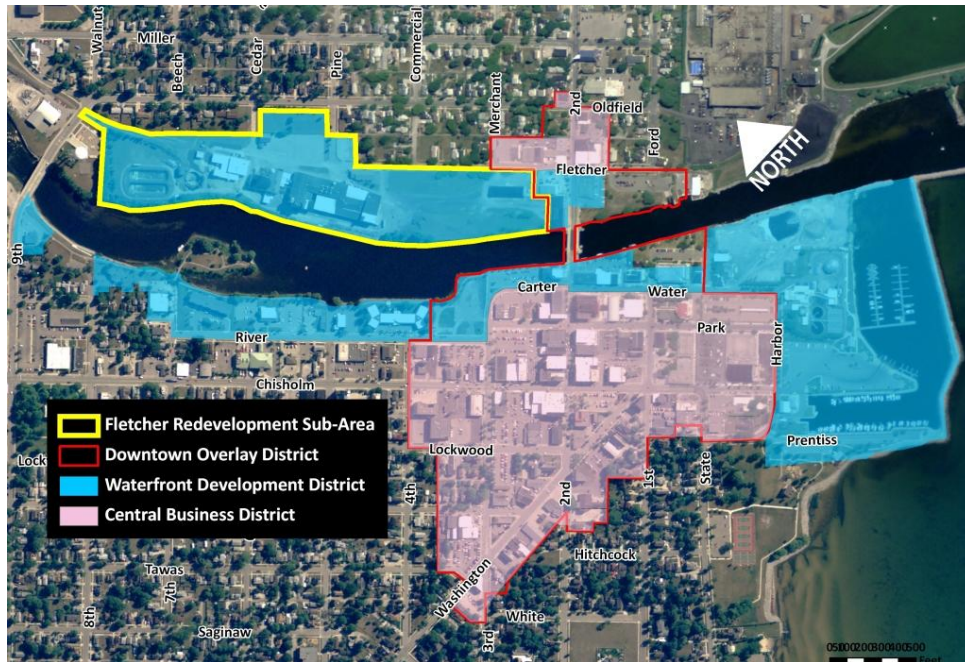 Walnut
Miller
Beech
Cedar
Pine
Commercial
Merchant
2nd
Oldfield
Ford
Fletcher
NORTH
9th
Carter
Water
River
Park
Harbor
Chisholm
Fletcher Redevelopment Sub-Area
Downtown Overlay District
Waterfront Development District
Central Business District
Lock
Lockwood
Prentiss
4th
2nd
1st
State
Hitchcock
Tawas
7th
8th
Washington
White
3rd
Saginaw
Feet